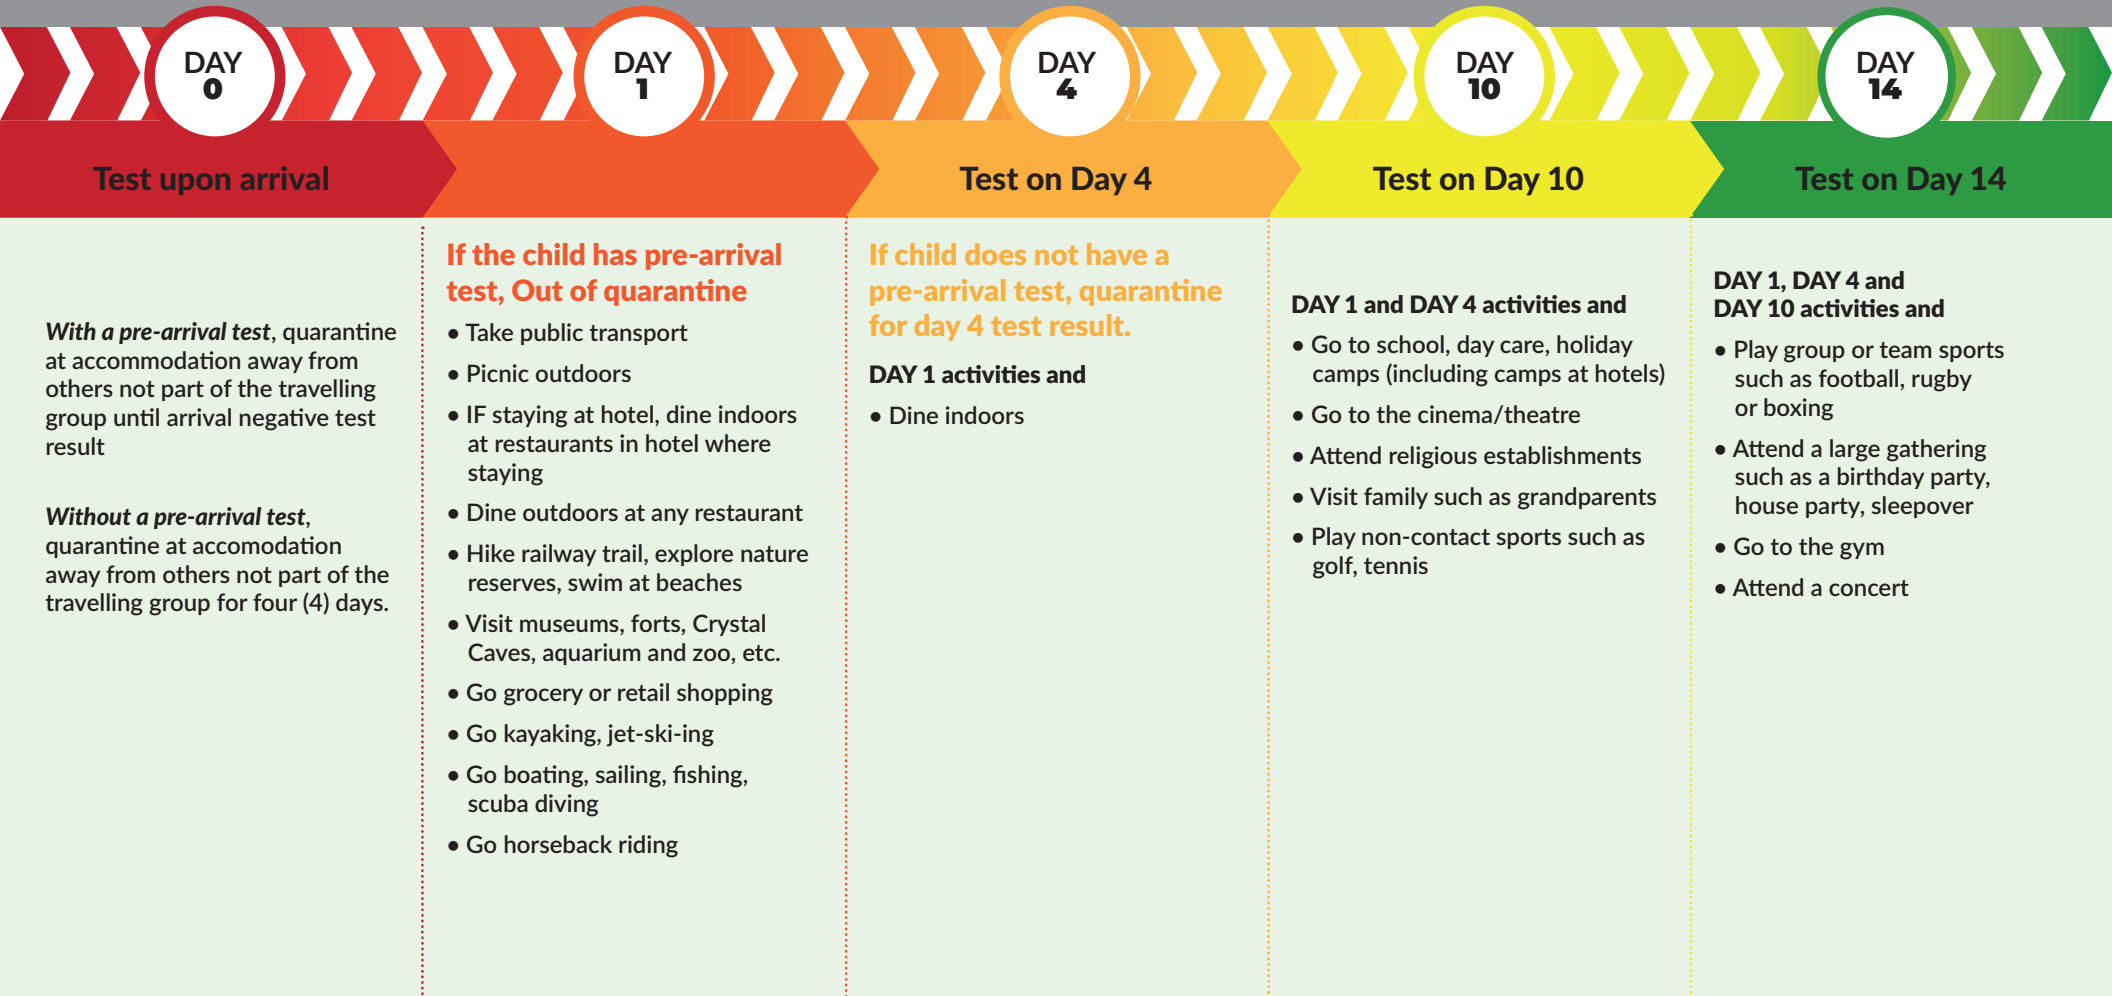 DAY
0
DAY
1
DAY
4
DAY
10
DAY
14
Test upon arrival
Test on Day 4
Test on Day 10
Test on Day 14
With a pre-arrival test, quarantine
at accommodation away from
others not part of the travelling
group until arrival negative test
result
Without a pre-arrival test,
quarantine at accomodation
away from others not part of the
travelling group for four (4) days.
If the child has pre-arrival
test, Out of quarantine
• Take public transport
• Picnic outdoors
• IF staying at hotel, dine indoors
at restaurants in hotel where
staying
• Dine outdoors at any restaurant
• Hike railway trail, explore nature
reserves, swim at beaches
• Visit museums, forts, Crystal
Caves, aquarium and zoo, etc.
• Go grocery or retail shopping
• Go kayaking, jet-ski-ing
• Go boating, sailing, fishing,
scuba diving
• Go horseback riding
If child does not have a
pre-arrival test, quarantine
for day 4 test result.
DAY 1 activities and
• Dine indoors
DAY 1 and DAY 4 activities and
• Go to school, day care, holiday
camps (including camps at hotels)
• Go to the cinema/theatre
• Attend religious establishments
• Visit family such as grandparents
• Play non-contact sports such as
golf, tennis
DAY 1, DAY 4 and
DAY 10 activities and
• Play group or team sports
such as football, rugby
or boxing
• Attend a large gathering
such as a birthday party,
house party, sleepover
• Go to the gym
• Attend a concert